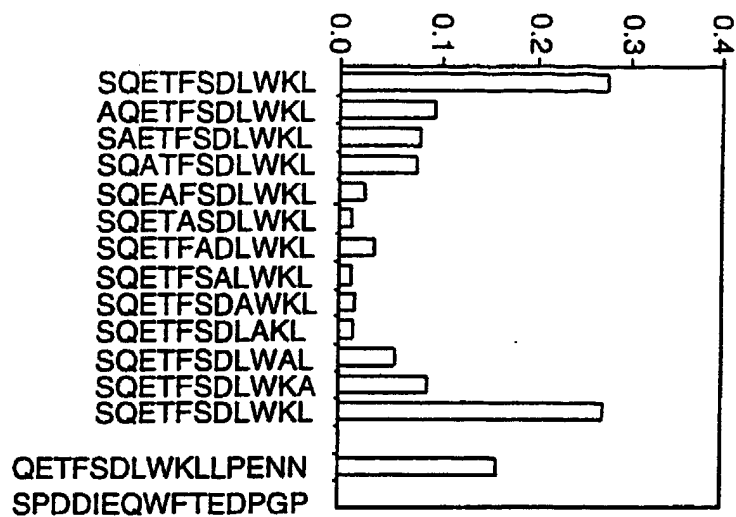 0.0 0.1 0.2 0.3 0.4
SQETFSDLWKL
AQETFSDLWKL
SAETFSDLWKL
SQATFSDLWKL
SQEAFSDLWKL
SQETASDLWKL
SQETFADLWKL
SQETFSALWKL
SQETFSDAWKL
SQETFSDLAKL
SQETFSDLWAL
SQETFSDLWKA
SQETFSDLWKL
QETFSDLWKLLPENN
SPDDIEQWFTEDPGP